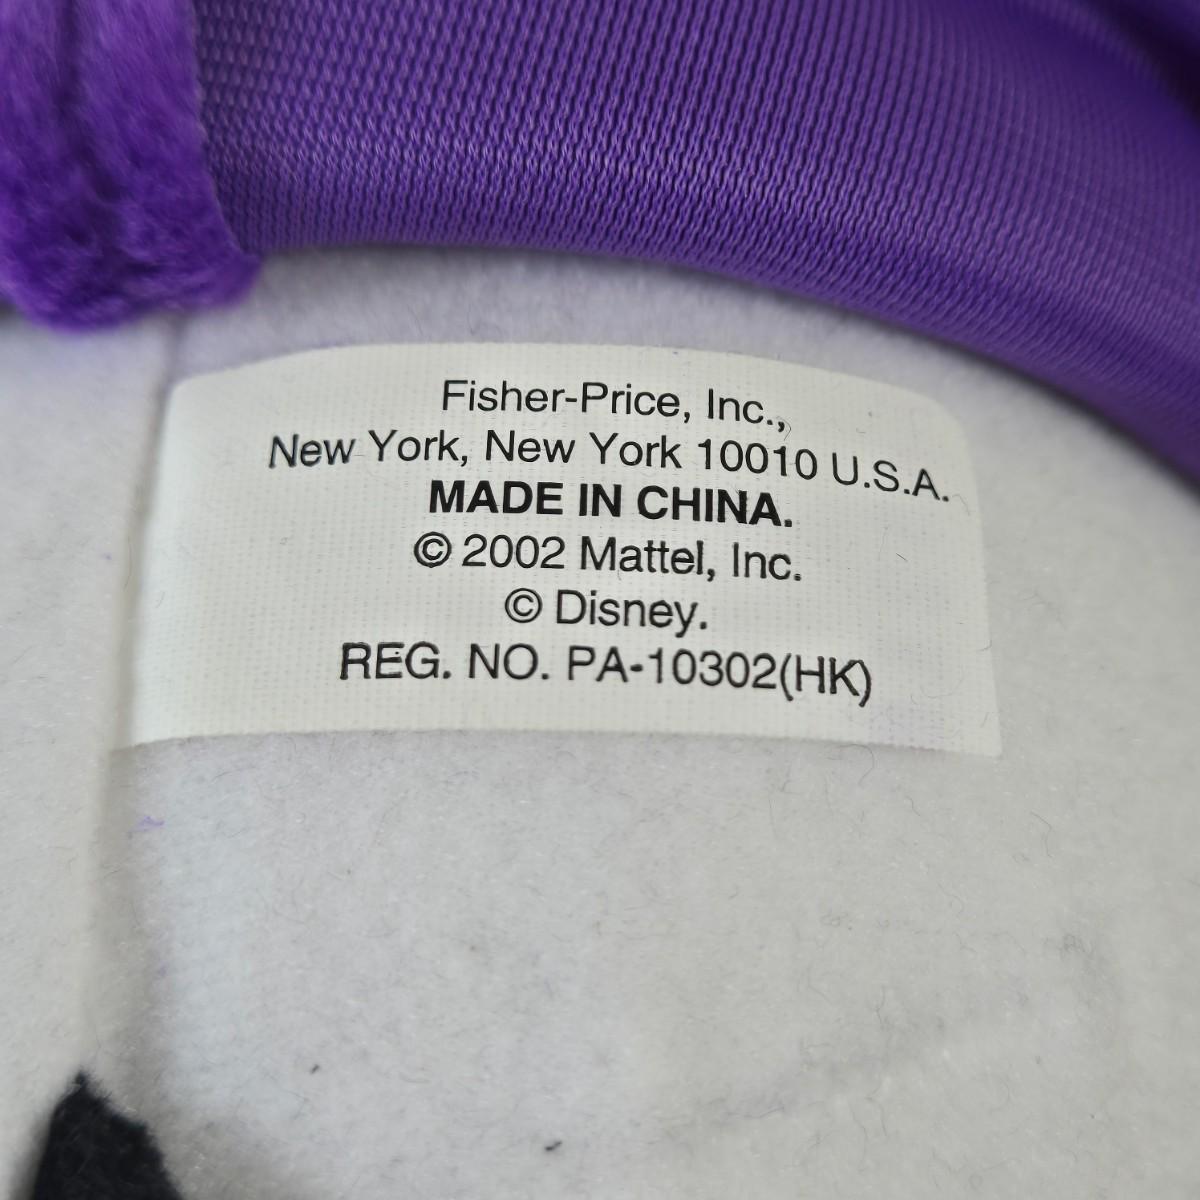 Fisher-Price, Inc.,
New York, New York 10010 U.S.A.
MADE IN CHINA.
© 2002 Mattel, Inc.
© Disney.
REG. NO. PA-10302(HK)